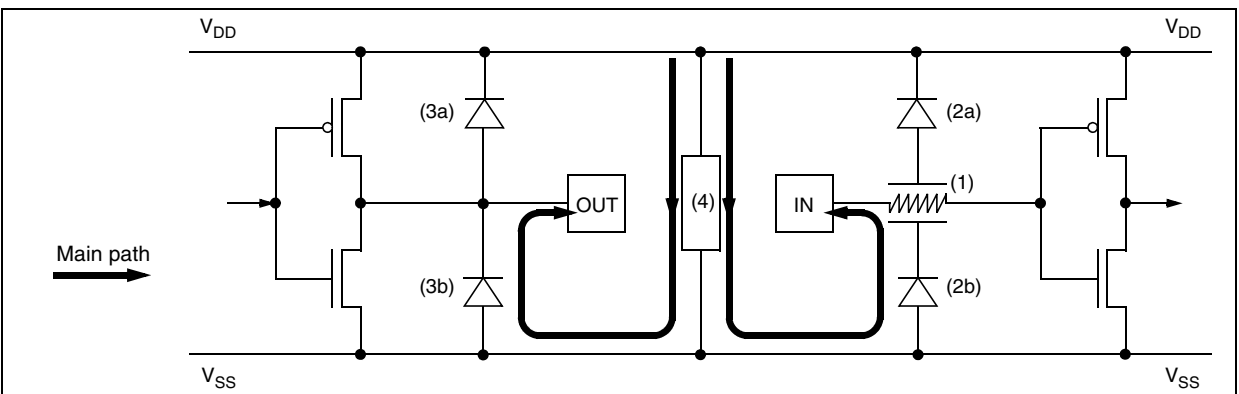 V_DD V_DD
(3a) (2a)
(1)
OUT (4) IN
Main path
(3b) (2b)
V_SS V_SS